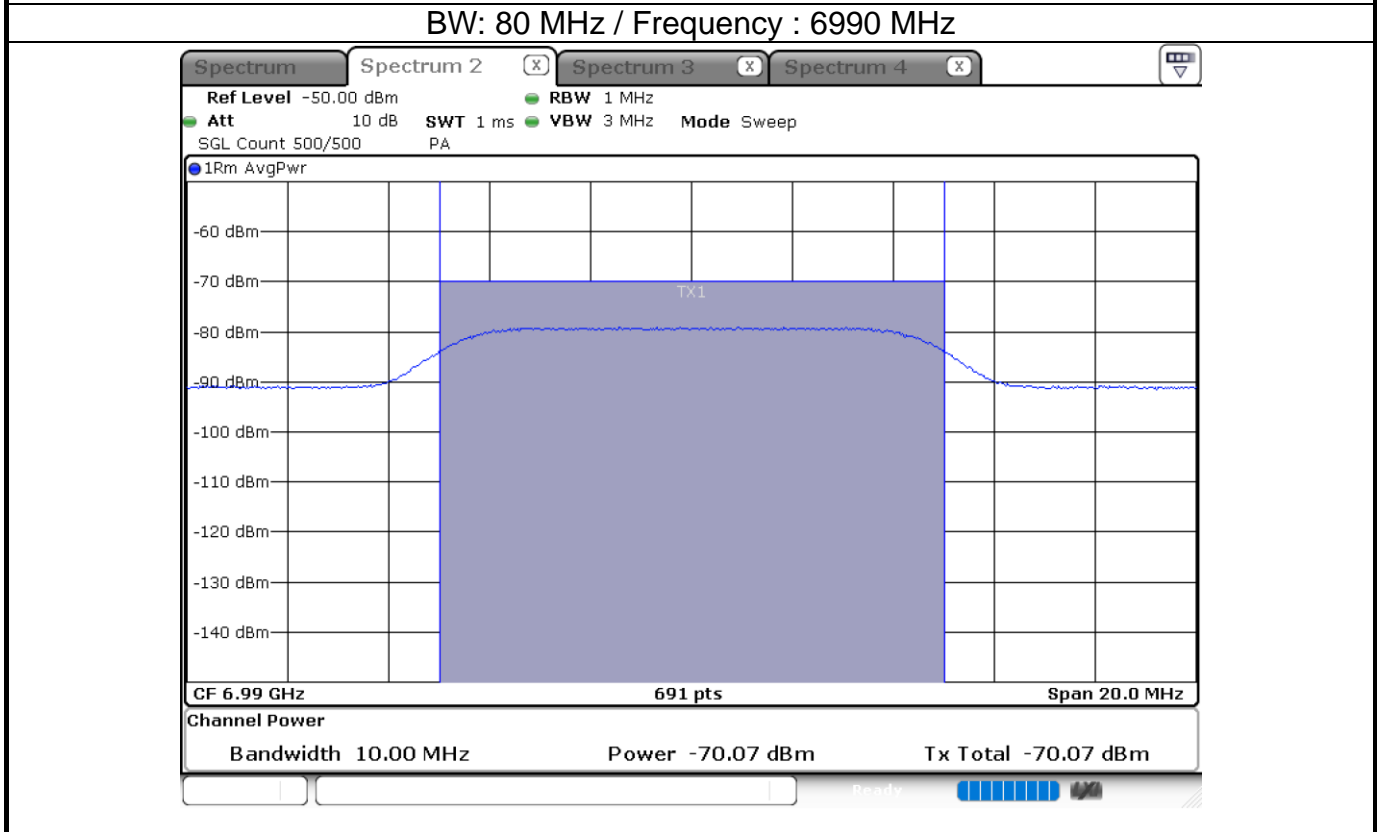 BW: 80 MHz / Frequency : 6990 MHz
Spectrum Spectrum 2 X Spectrum 3 X Spectrum 4 X
Ref Level -50.00 dBm RBW 1 MHz
Att 10 dB SWT 1 ms VBW 3 MHz Mode Sweep
SGL Count 500/500 PA
1Rm AvgPwr
-60 dBm
-70 dBm
TX1
-80 dBm
-90 dBm
-100 dBm
-110 dBm
-120 dBm
-130 dBm
-140 dBm
CF 6.99 GHz 691 pts Span 20.0 MHz
Channel Power
Bandwidth 10.00 MHz Power -70.07 dBm Tx Total -70.07 dBm
Ready